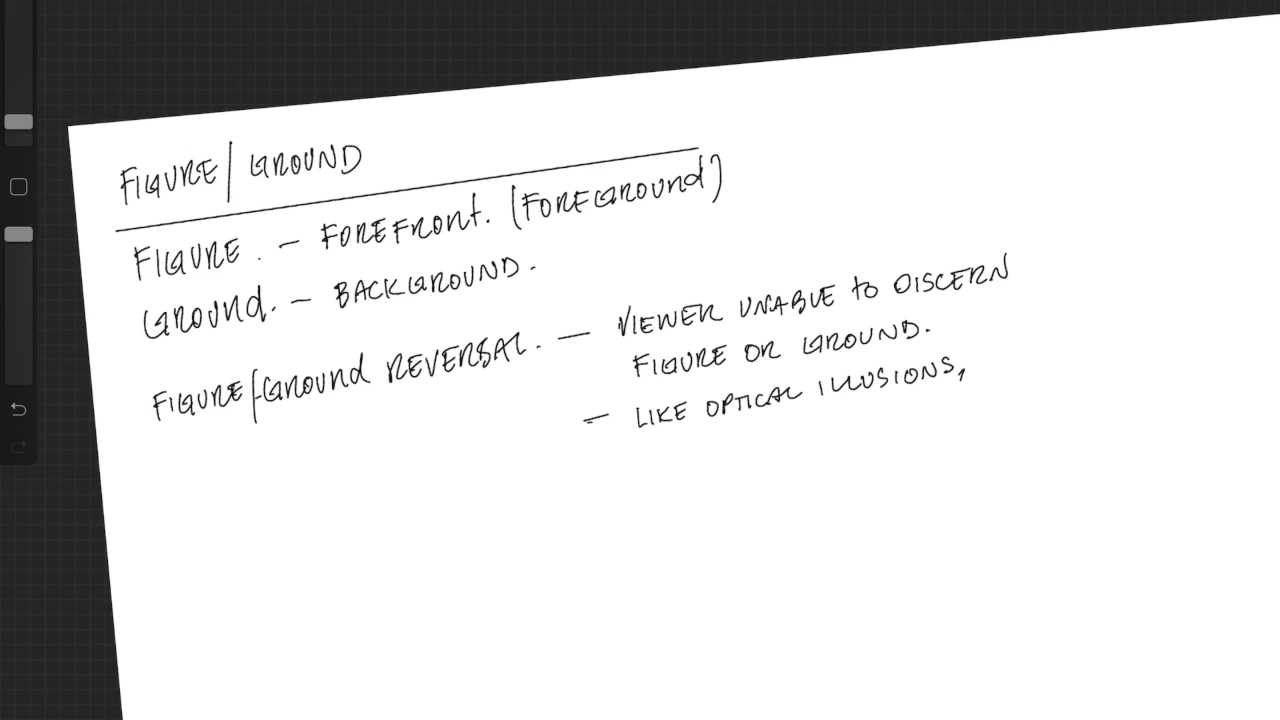 FIGURE/GROUND
FIGURE. - FOREFRONT. (FOREGROUND)
GROUND. - BACKGROUND.
FIGURE/GROUND REVERSAL. - VIEWER UNABLE TO DISCERN
FIGURE OR GROUND.
- LIKE OPTICAL ILLUSIONS,